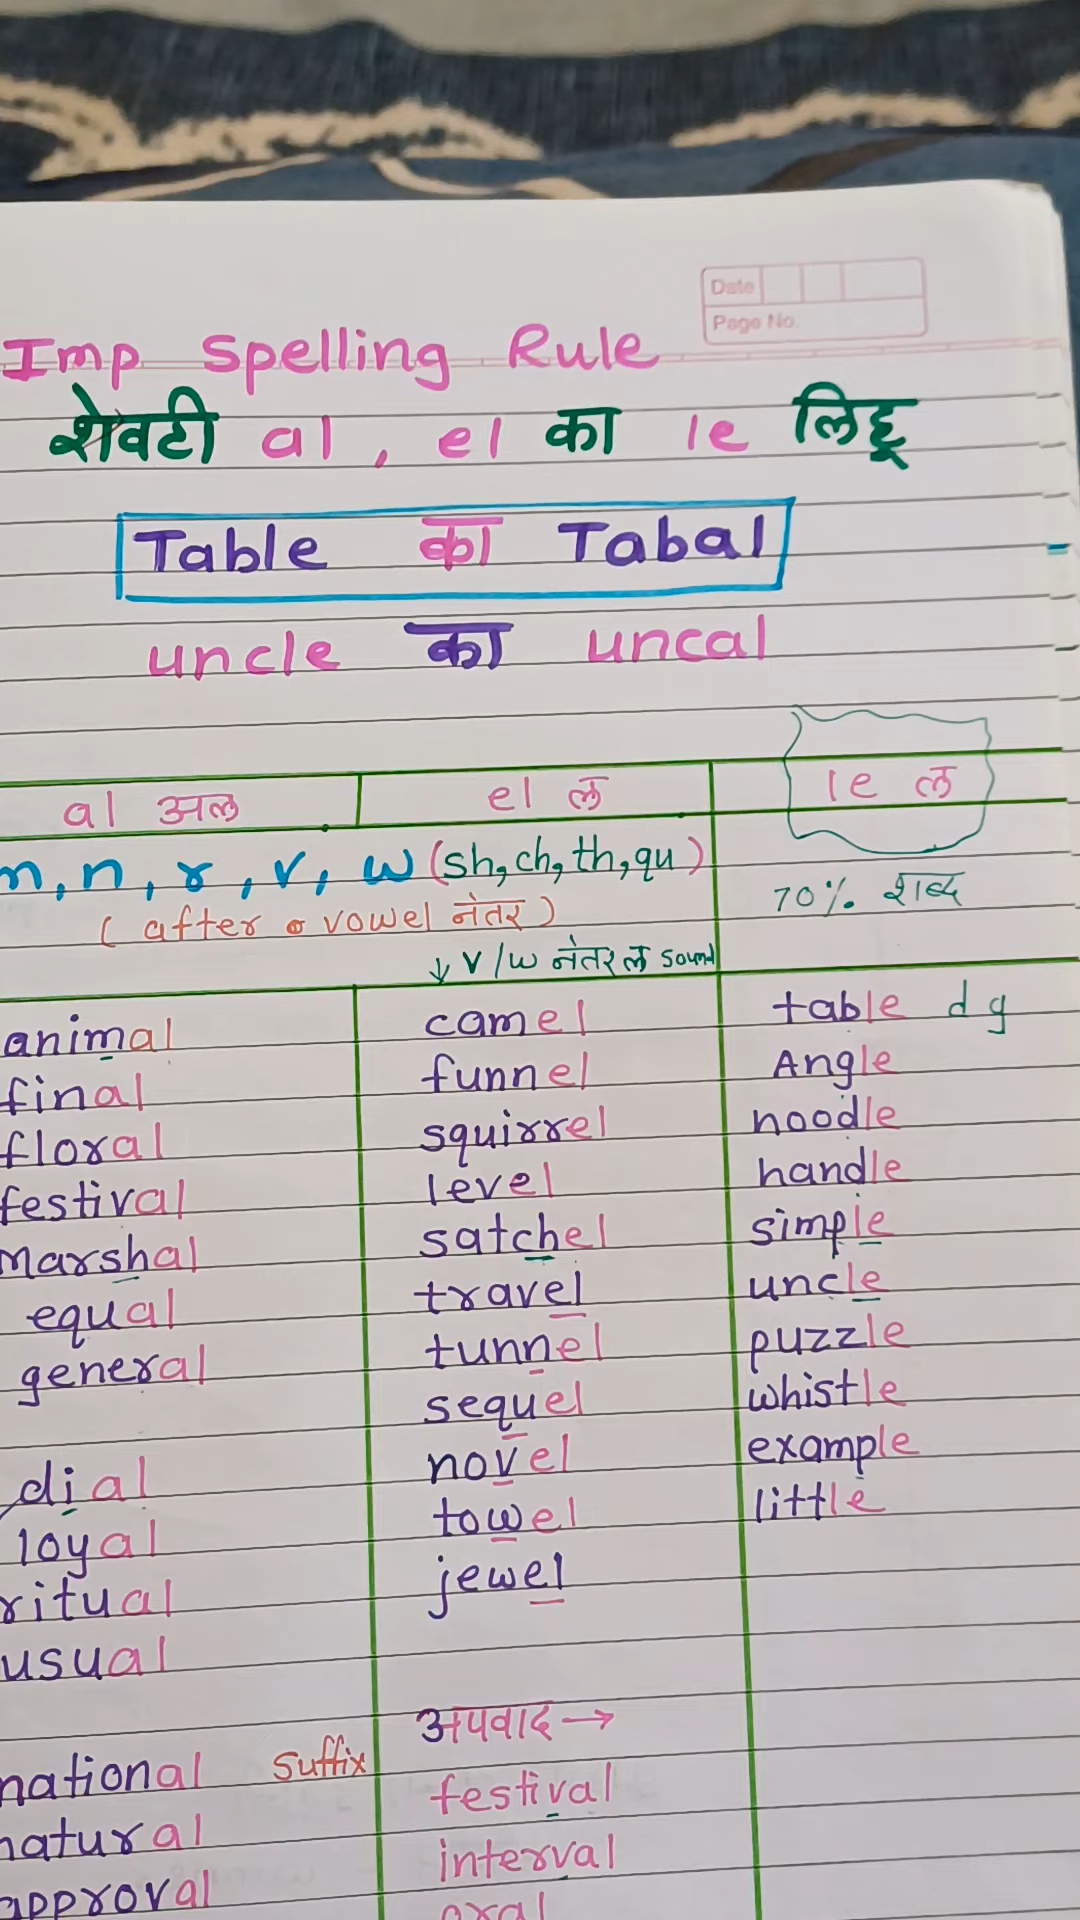 Date
Page No.
Imp Spelling Rule
शेवटी al , el का le लिहू
Table का Tabal
uncle का uncal
al अल el ल le ल
m, n, r, v, w (sh, ch, th, qu)
70% शब्द
( after a vowel नंतर )
↓ v/w नंतर ल sound
animal camel table d g
final funnel Angle
floral squirrel noodle
festival level handle
marshal satchel simple
equal travel uncle
general tunnel puzzle
sequel whistle
dial novel example
loyal towel little
ritual jewel
usual
अपवाद →
national suffix festival
natural interval
approval oral